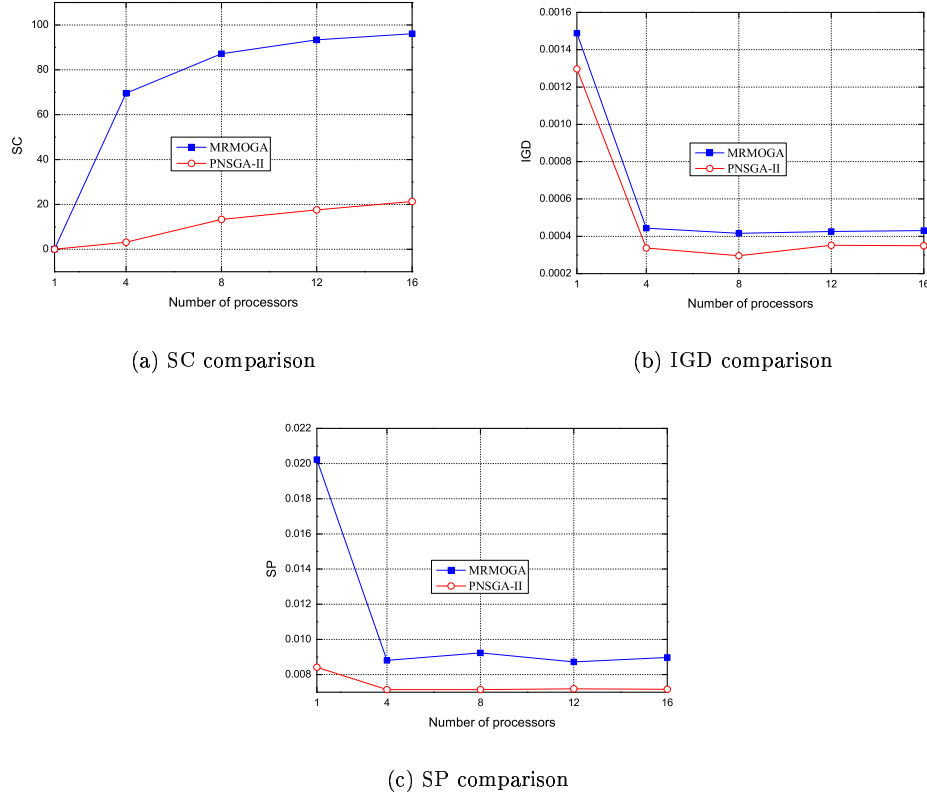 100
80
60
40
20
0
SC
MRMOGA
PNSGA-II
1 4 8 12 16
Number of processors
(a) SC comparison
0.0016
0.0014
0.0012
0.0010
0.0008
0.0006
0.0004
0.0002
IGD
MRMOGA
PNSGA-II
1 4 8 12 16
Number of processors
(b) IGD comparison
0.022
0.020
0.018
0.016
0.014
0.012
0.010
0.008
SP
MRMOGA
PNSGA-II
1 4 8 12 16
Number of processors
(c) SP comparison